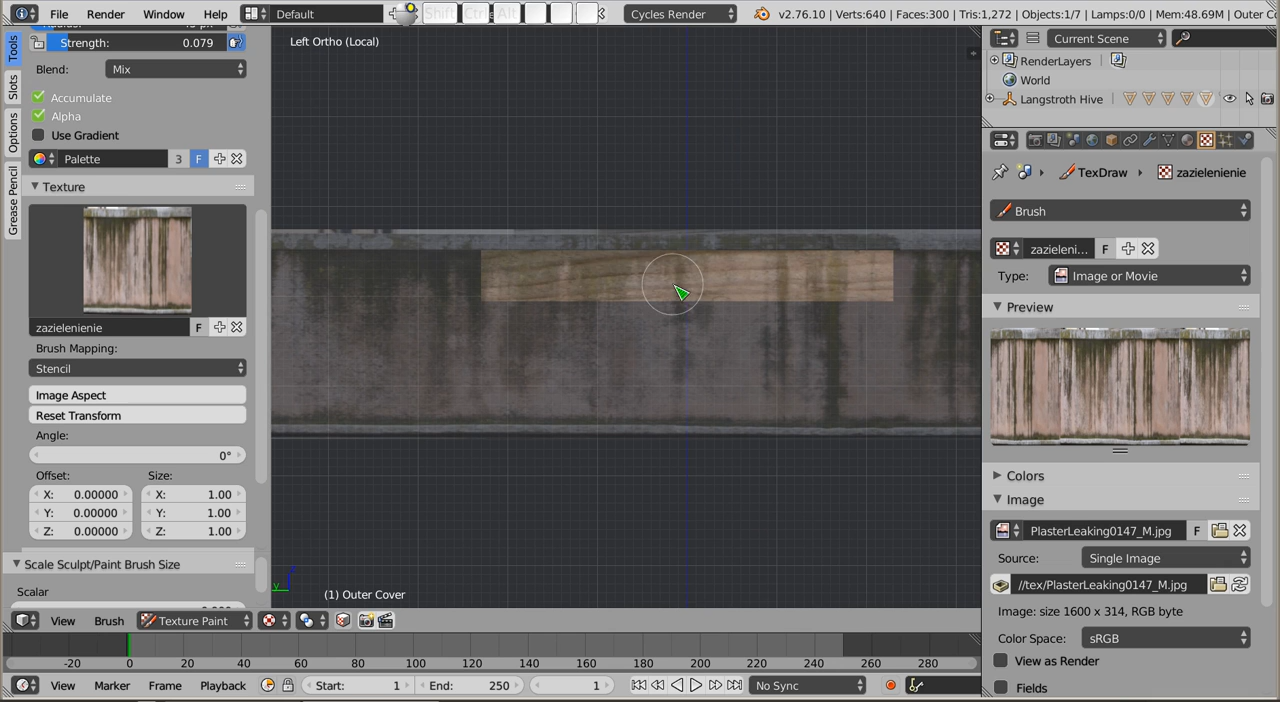 File Render Window Help Default Shift Ctrl Alt Cycles Render v2.76.10 | Verts:640 | Faces:300 | Tris:1,272 | Objects:1/7 | Lamps:0/0 | Mem:48.69M | Outer Co
Tools
Slots
Options
Grease Pencil
Strength: 0.079
Blend: Mix
Accumulate
Alpha
Use Gradient
Palette 3 F
Texture
zazielenienie F
Brush Mapping:
Stencil
Image Aspect
Reset Transform
Angle:
0°
Offset: Size:
X: 0.00000 X: 1.00
Y: 0.00000 Y: 1.00
Z: 0.00000 Z: 1.00
Scale Sculpt/Paint Brush Size
Scalar
Left Ortho (Local)
z
y
(1) Outer Cover
View Brush Texture Paint
-20 0 20 40 60 80 100 120 140 160 180 200 220 240 260 280
View Marker Frame Playback Start: 1 End: 250 1 No Sync
Current Scene
RenderLayers
World
Langstroth Hive
TexDraw zazielenienie
Brush
zazieleni... F
Type: Image or Movie
Preview
Colors
Image
PlasterLeaking0147_M.jpg F
Source: Single Image
//tex/PlasterLeaking0147_M.jpg
Image: size 1600 x 314, RGB byte
Color Space: sRGB
View as Render
Fields